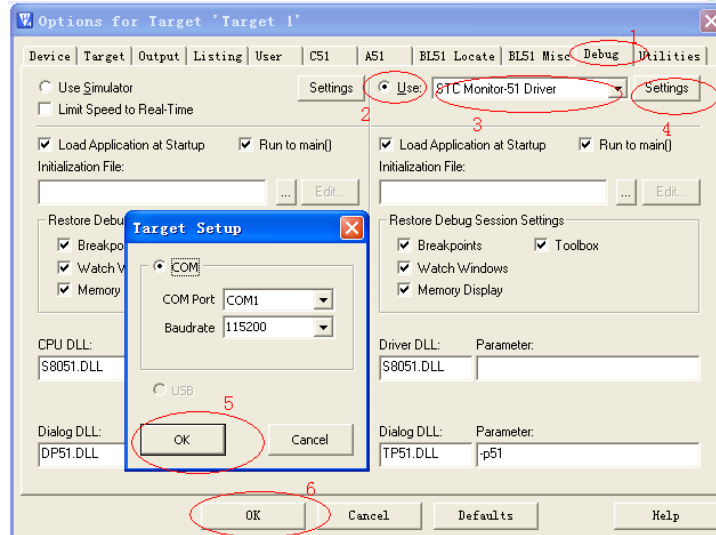 Options for Target 'Target 1'
Device Target Output Listing User C51 A51 BL51 Locate BL51 Misc Debug Utilities
1
Use Simulator Settings Use: STC Monitor-51 Driver Settings
Limit Speed to Real-Time
2 3 4
Load Application at Startup Run to main() Load Application at Startup Run to main()
Initialization File: Initialization File:
... Edit... ... Edit...
Restore Debu Restore Debug Session Settings
Target Setup
Breakpo Breakpoints Toolbox
Watch W Watch Windows
Memory Memory Display
COM
COM Port COM1
Baudrate 115200
USB
CPU DLL: Driver DLL: Parameter:
S8051.DLL S8051.DLL
5
OK Cancel
Dialog DLL: Dialog DLL: Parameter:
DP51.DLL TP51.DLL -p51
6
OK Cancel Defaults Help